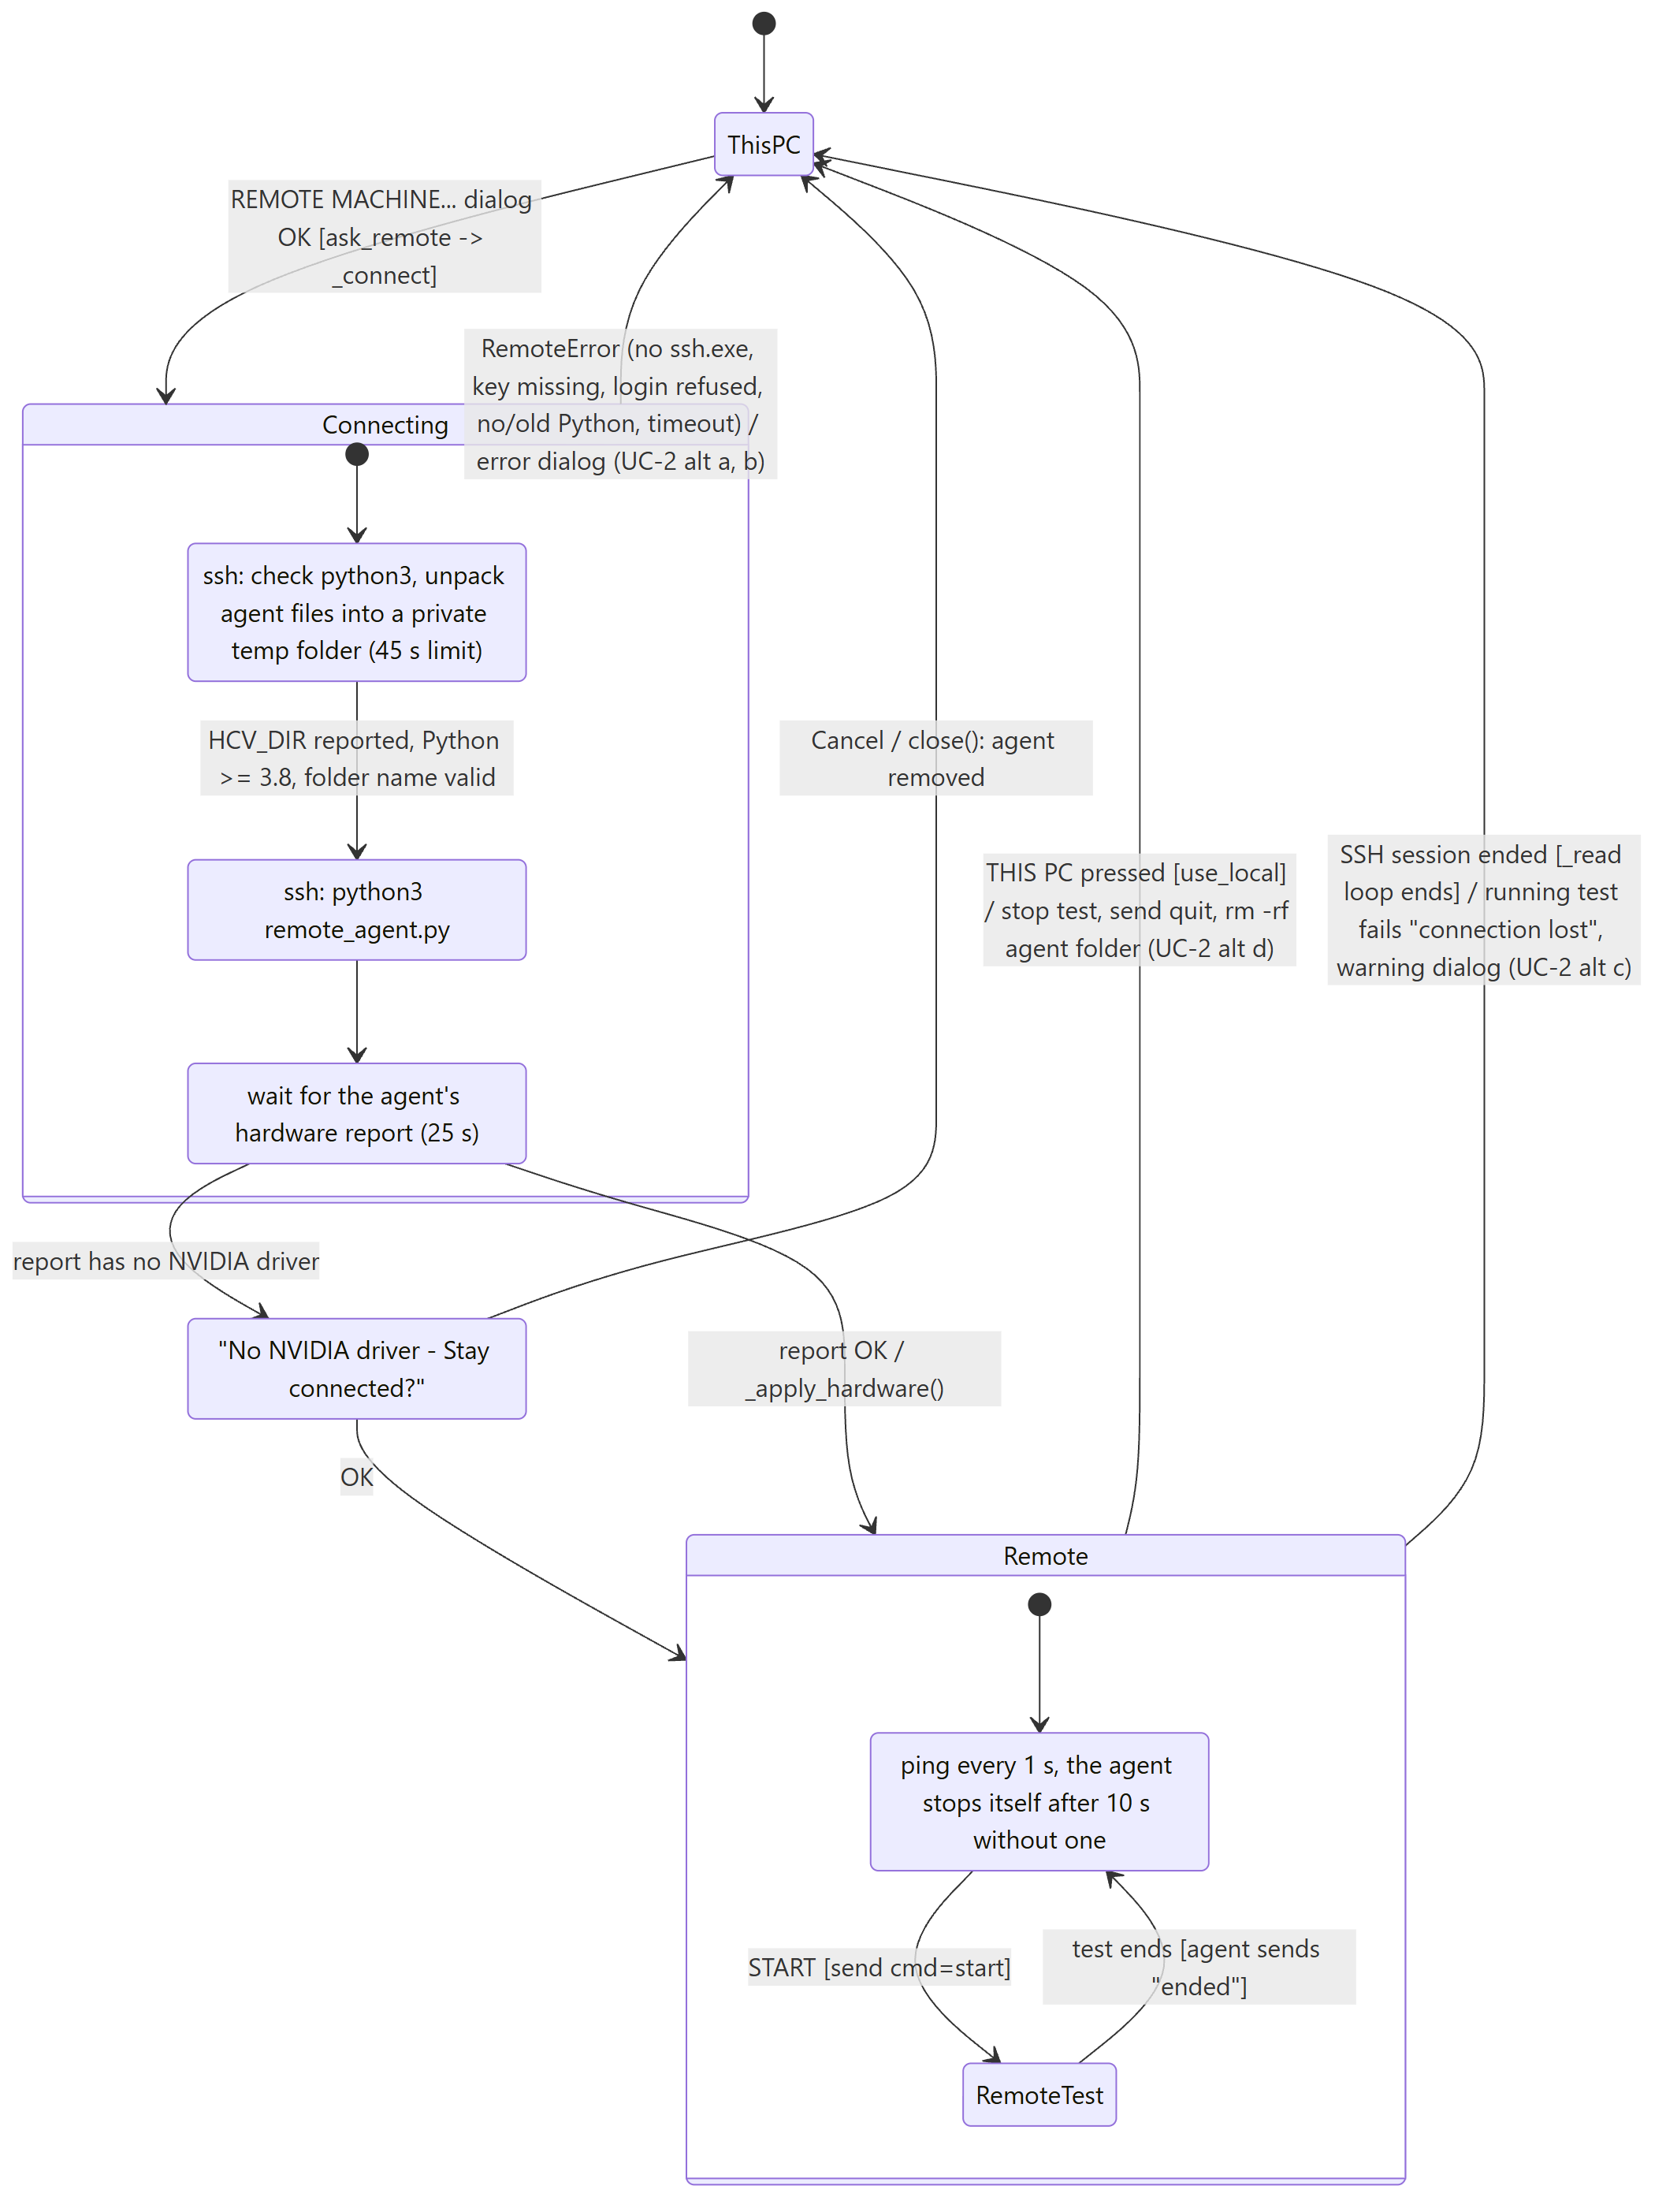 ThisPC
REMOTE MACHINE... dialog
OK [ask_remote ->
_connect]
RemoteError (no ssh.exe,
key missing, login refused,
no/old Python, timeout) /
error dialog (UC-2 alt a, b)
Connecting
ssh: check python3, unpack
agent files into a private
temp folder (45 s limit)
HCV_DIR reported, Python
>= 3.8, folder name valid
Cancel / close(): agent
removed
THIS PC pressed [use_local]
/ stop test, send quit, rm -rf
agent folder (UC-2 alt d)
SSH session ended [_read
loop ends] / running test
fails "connection lost",
warning dialog (UC-2 alt c)
ssh: python3
remote_agent.py
wait for the agent's
hardware report (25 s)
report has no NVIDIA driver
"No NVIDIA driver - Stay
connected?"
report OK /
_apply_hardware()
OK
Remote
ping every 1 s, the agent
stops itself after 10 s
without one
START [send cmd=start]
test ends [agent sends
"ended"]
RemoteTest